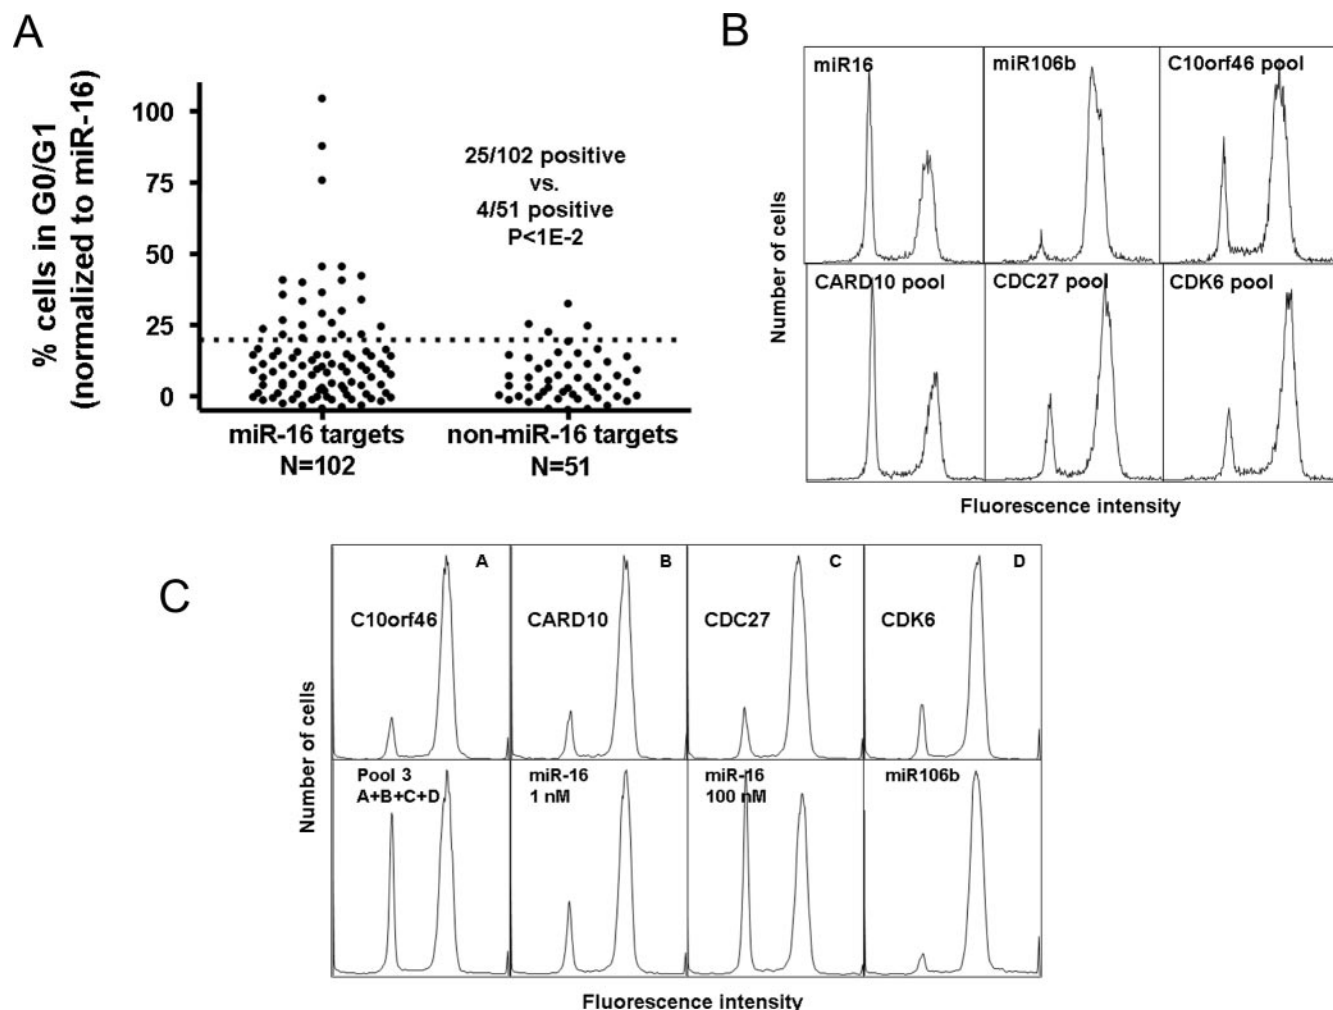 A
% cells in G0/G1
(normalized to miR-16)
100
75
50
25
0
25/102 positive
vs.
4/51 positive
P<1E-2
miR-16 targets
N=102
non-miR-16 targets
N=51
B
Number of cells
miR16
miR106b
C10orf46 pool
CARD10 pool
CDC27 pool
CDK6 pool
Fluorescence intensity
C
Number of cells
A
C10orf46
B
CARD10
C
CDC27
D
CDK6
Pool 3
A+B+C+D
miR-16
1 nM
miR-16
100 nM
miR106b
Fluorescence intensity